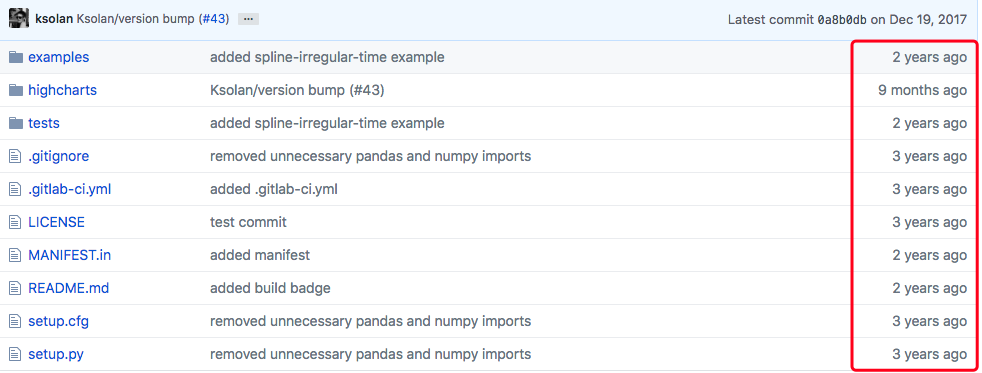 ksolan Ksolan/version bump (#43) ... Latest commit 0a8b0db on Dec 19, 2017
examples added spline-irregular-time example 2 years ago
highcharts Ksolan/version bump (#43) 9 months ago
tests added spline-irregular-time example 2 years ago
.gitignore removed unnecessary pandas and numpy imports 3 years ago
.gitlab-ci.yml added .gitlab-ci.yml 3 years ago
LICENSE test commit 3 years ago
MANIFEST.in added manifest 2 years ago
README.md added build badge 2 years ago
setup.cfg removed unnecessary pandas and numpy imports 3 years ago
setup.py removed unnecessary pandas and numpy imports 3 years ago